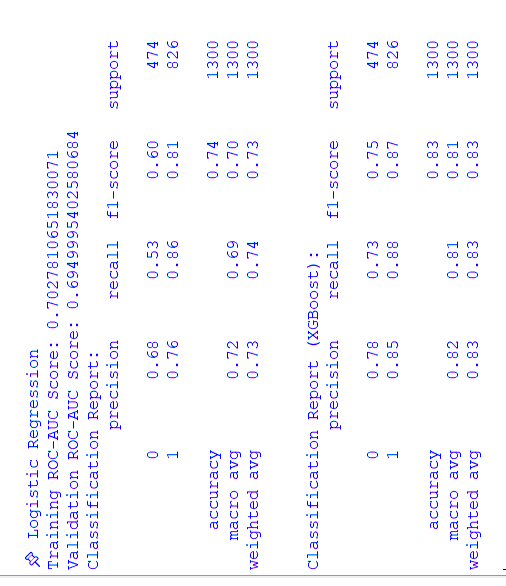 📌 Logistic Regression
Training ROC-AUC Score: 0.7027810651830071
Validation ROC-AUC Score: 0.6949995402580684
Classification Report:
precision recall f1-score support
0 0.68 0.53 0.60 474
1 0.76 0.86 0.81 826
accuracy 0.74 1300
macro avg 0.72 0.69 0.70 1300
weighted avg 0.73 0.74 0.73 1300
Classification Report (XGBoost):
precision recall f1-score support
0 0.78 0.73 0.75 474
1 0.85 0.88 0.87 826
accuracy 0.83 1300
macro avg 0.82 0.81 0.81 1300
weighted avg 0.83 0.83 0.83 1300